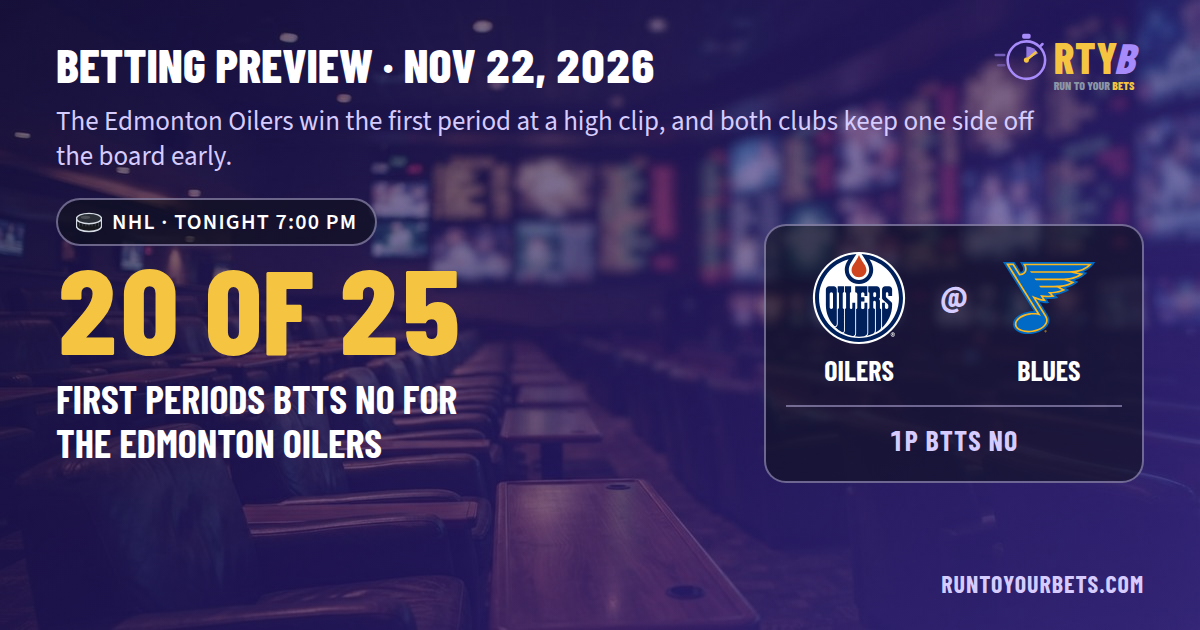 BETTING PREVIEW · NOV 22, 2026
RTYB
RUN TO YOUR BETS
The Edmonton Oilers win the first period at a high clip, and both clubs keep one side off
the board early.
NHL · TONIGHT 7:00 PM
20 OF 25
FIRST PERIODS BTTS NO FOR
THE EDMONTON OILERS
OILERS
@
OILERS
BLUES
1P BTTS NO
RUNTOYOURBETS.COM